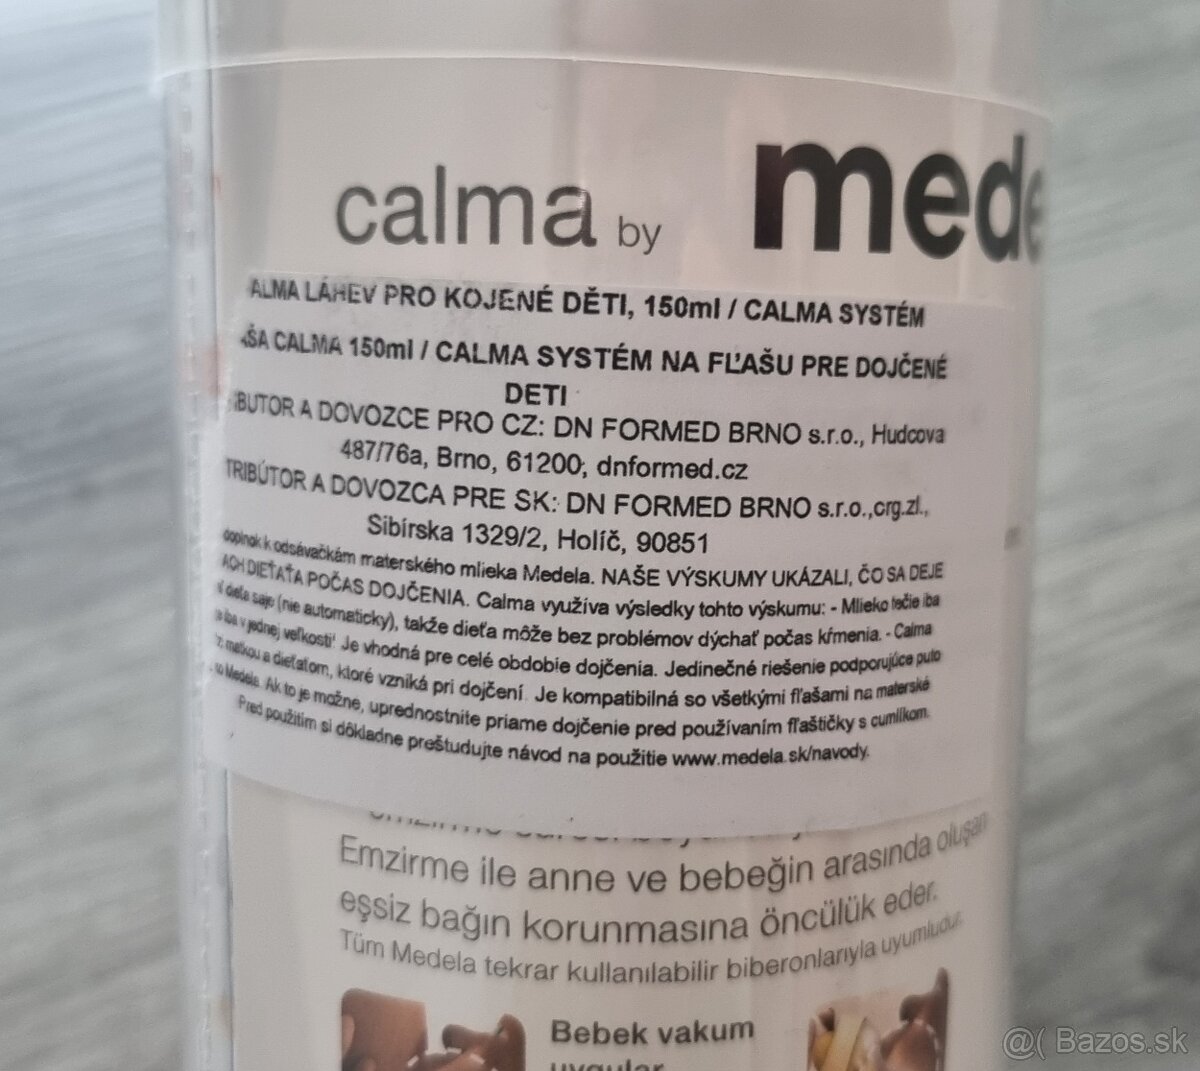 calma by mede
ALMA LÁHEV PRO KOJENÉ DĚTI, 150ml / CALMA SYSTÉM
AŠA CALMA 150ml / CALMA SYSTÉM NA FĽAŠU PRE DOJČENÉ
DETI
IBUTOR A DOVOZCE PRO CZ: DN FORMED BRNO s.r.o., Hudcova
487/76a, Brno, 61200, dnformed.cz
TRIBÚTOR A DOVOZCA PRE SK: DN FORMED BRNO s.r.o.,org.zl.,
Sibírska 1329/2, Holíč, 90851
doplnok k odsávačkám materského mlieka Medela. NAŠE VÝSKUMY UKÁZALI, ČO SA DEJE
ACH DIEŤAŤA POČAS DOJČENIA. Calma využíva výsledky tohto výskumu: - Mlieko tečie iba
dieťa saje (nie automaticky), takže dieťa môže bez problémov dýchať počas kŕmenia. - Calma
iba v jednej veľkosti Je vhodná pre celé obdobie dojčenia. Jedinečné riešenie podporujúce puto
matkou a dieťaťom, ktoré vzniká pri dojčení. Je kompatibilná so všetkými fľašami na materské
Medela. Ak to je možné, uprednostnite priame dojčenie pred používaním fľaštičky s cumlíkom.
Pred použitím si dôkladne preštudujte návod na použitie www.medela.sk/navody.
Emzirme ile anne ve bebeğin arasında oluşan
eşsiz bağın korunmasına öncülük eder.
Tüm Medela tekrar kullanılabilir biberonlarıyla uyumludur.
Bebek vakum
uygular
@( Bazos.sk